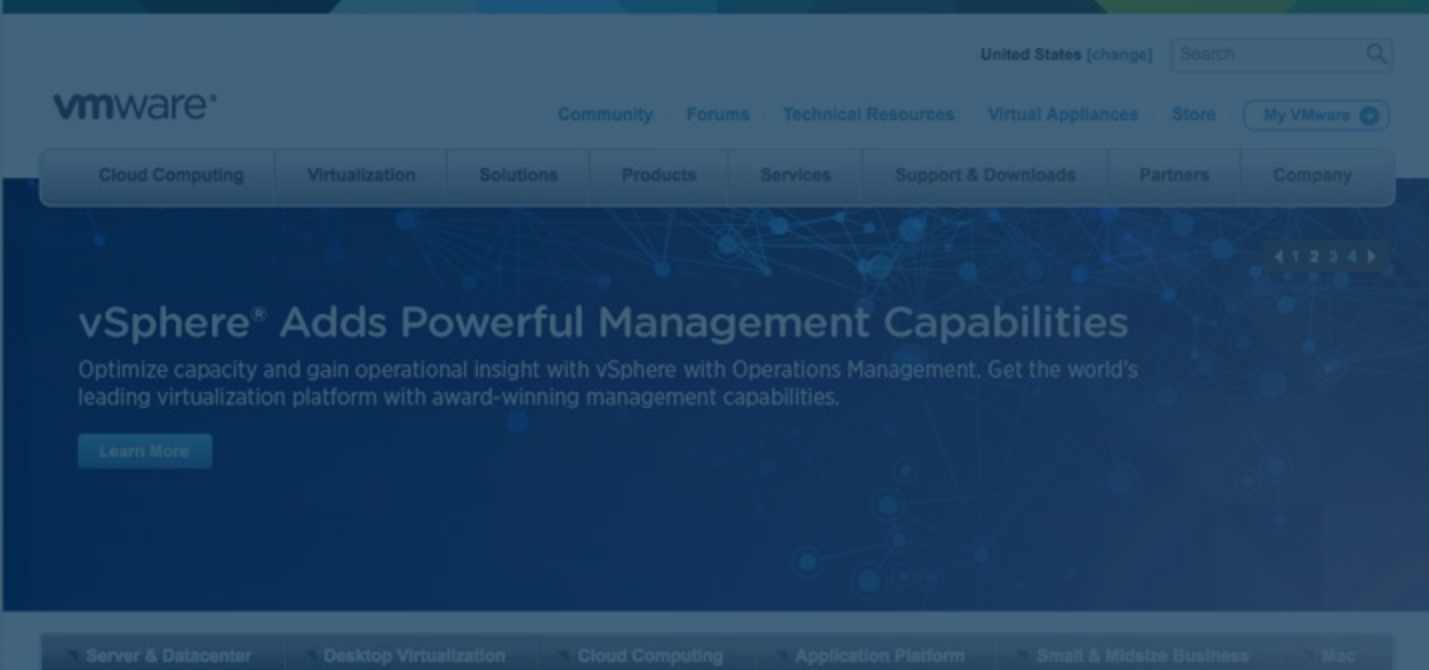 United States [change] Search
vmware®
Community Forums Technical Resources Virtual Appliances Store My VMware
Cloud Computing Virtualization Solutions Products Services Support & Downloads Partners Company
1 2 3 4
vSphere® Adds Powerful Management Capabilities
Optimize capacity and gain operational insight with vSphere with Operations Management. Get the world's
leading virtualization platform with award-winning management capabilities.
Learn More
Server & Datacenter Desktop Virtualization Cloud Computing Application Platform Small & Midsize Business Mac